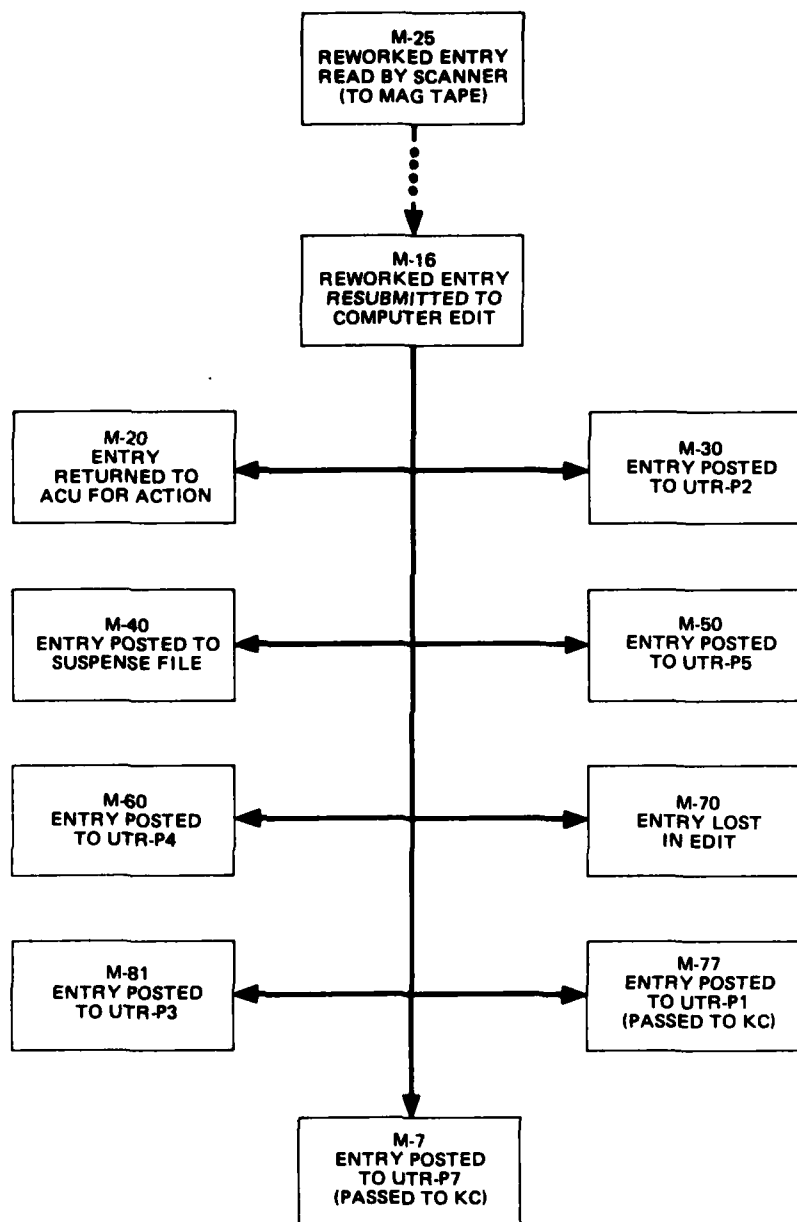 M-25
REWORKED ENTRY
READ BY SCANNER
(TO MAG TAPE)
M-16
REWORKED ENTRY
RESUBMITTED TO
COMPUTER EDIT
M-20
ENTRY
RETURNED TO
ACU FOR ACTION
M-30
ENTRY POSTED
TO UTR-P2
M-40
ENTRY POSTED TO
SUSPENSE FILE
M-50
ENTRY POSTED
TO UTR-P5
M-60
ENTRY POSTED
TO UTR-P4
M-70
ENTRY LOST
IN EDIT
M-81
ENTRY POSTED
TO UTR-P3
M-77
ENTRY POSTED
TO UTR-P1
(PASSED TO KC)
M-7
ENTRY POSTED
TO UTR-P7
(PASSED TO KC)